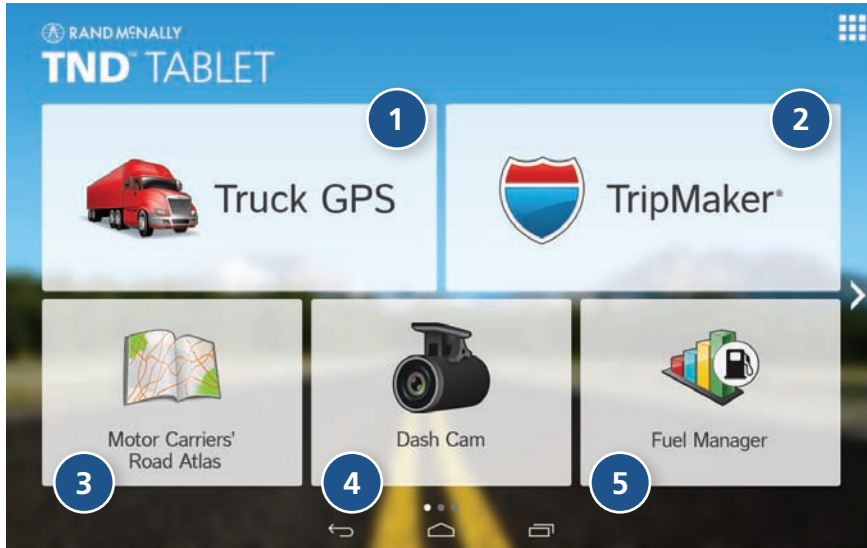 RAND MCNALLY
TND™ TABLET
1
2
Truck GPS
TripMaker®
Motor Carriers'
Road Atlas
Dash Cam
Fuel Manager
3
4
5